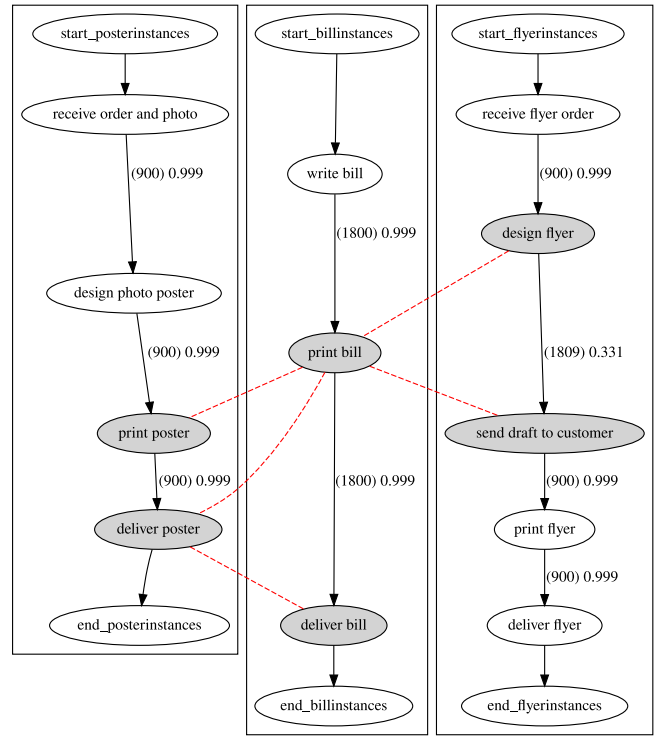 start_posterinstances
receive order and photo
(900) 0.999
design photo poster
(900) 0.999
print poster
(900) 0.999
deliver poster
end_posterinstances
start_billinstances
write bill
(1800) 0.999
print bill
(1800) 0.999
deliver bill
end_billinstances
start_flyerinstances
receive flyer order
(900) 0.999
design flyer
(1809) 0.331
send draft to customer
(900) 0.999
print flyer
(900) 0.999
deliver flyer
end_flyerinstances